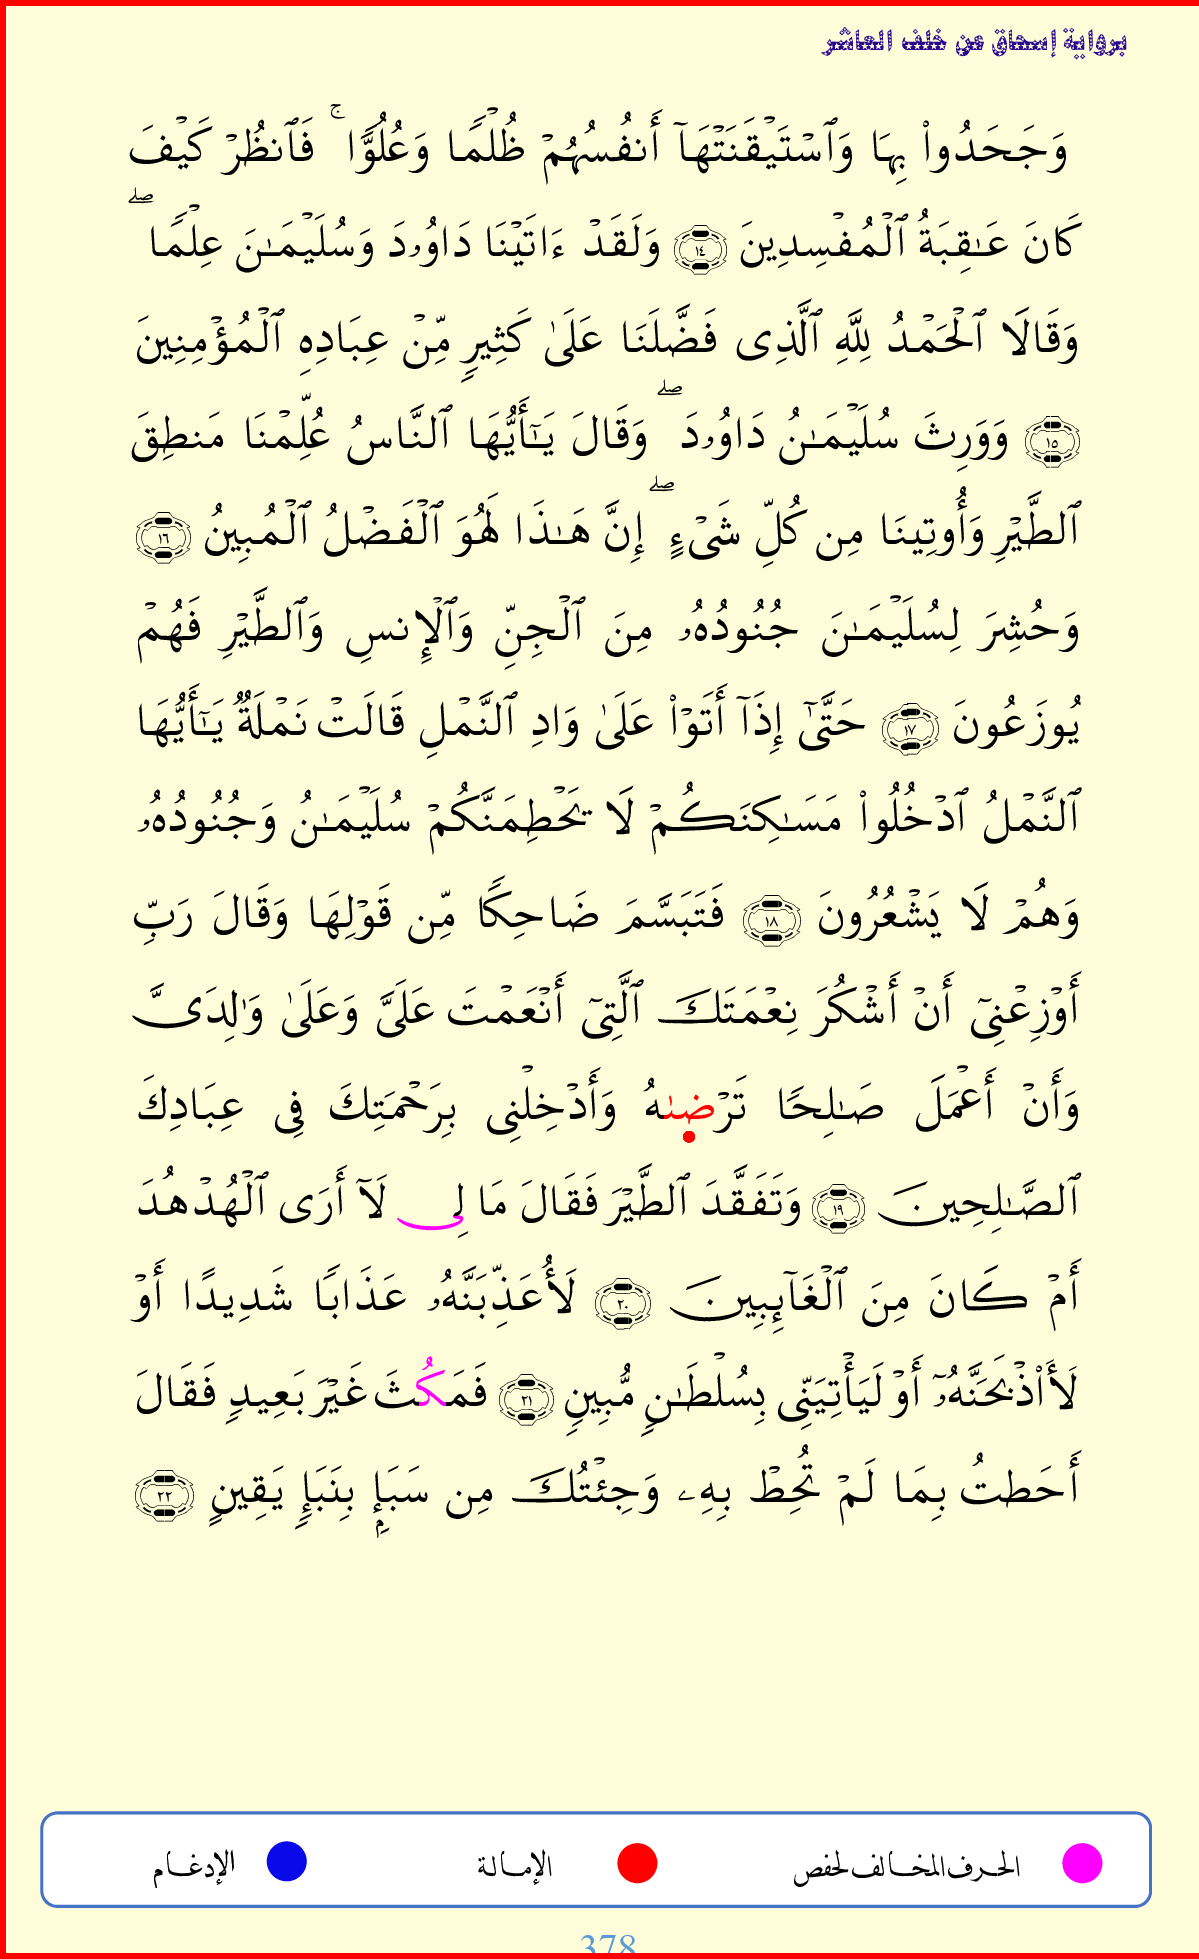 برواية إسحاق عن خلف العاشر
وَجَحَدُوا۟ بِهَا وَٱسْتَيْقَنَتْهَآ أَنفُسُهُمْ ظُلْمًا وَعُلُوًّا ۚ فَٱنظُرْ كَيْفَ
كَانَ عَـٰقِبَةُ ٱلْمُفْسِدِينَ ١٤ وَلَقَدْ ءَاتَيْنَا دَاوُۥدَ وَسُلَيْمَـٰنَ عِلْمًا ۖ
وَقَالَا ٱلْحَمْدُ لِلَّهِ ٱلَّذِى فَضَّلَنَا عَلَىٰ كَثِيرٍ مِّنْ عِبَادِهِ ٱلْمُؤْمِنِينَ
١٥ وَوَرِثَ سُلَيْمَـٰنُ دَاوُۥدَ ۖ وَقَالَ يَـٰٓأَيُّهَا ٱلنَّاسُ عُلِّمْنَا مَنطِقَ
ٱلطَّيْرِ وَأُوتِينَا مِن كُلِّ شَىْءٍ ۖ إِنَّ هَـٰذَا لَهُوَ ٱلْفَضْلُ ٱلْمُبِينُ ١٦
وَحُشِرَ لِسُلَيْمَـٰنَ جُنُودُهُۥ مِنَ ٱلْجِنِّ وَٱلْإِنسِ وَٱلطَّيْرِ فَهُمْ
يُوزَعُونَ ١٧ حَتَّىٰٓ إِذَآ أَتَوْا۟ عَلَىٰ وَادِ ٱلنَّمْلِ قَالَتْ نَمْلَةٌ يَـٰٓأَيُّهَا
ٱلنَّمْلُ ٱدْخُلُوا۟ مَسَـٰكِنَكُمْ لَا يَحْطِمَنَّكُمْ سُلَيْمَـٰنُ وَجُنُودُهُۥ
وَهُمْ لَا يَشْعُرُونَ ١٨ فَتَبَسَّمَ ضَاحِكًا مِّن قَوْلِهَا وَقَالَ رَبِّ
أَوْزِعْنِىٓ أَنْ أَشْكُرَ نِعْمَتَكَ ٱلَّتِىٓ أَنْعَمْتَ عَلَىَّ وَعَلَىٰ وَٰلِدَىَّ
وَأَنْ أَعْمَلَ صَـٰلِحًا تَرْضىٰهُ وَأَدْخِلْنِى بِرَحْمَتِكَ فِى عِبَادِكَ
ٱلصَّـٰلِحِينَ ١٩ وَتَفَقَّدَ ٱلطَّيْرَ فَقَالَ مَا لِى لَآ أَرَى ٱلْهُدْهُدَ
أَمْ كَانَ مِنَ ٱلْغَآئِبِينَ ٢٠ لَأُعَذِّبَنَّهُۥ عَذَابًا شَدِيدًا أَوْ
لَأَا۟ذْبَحَنَّهُۥٓ أَوْ لَيَأْتِيَنِّى بِسُلْطَـٰنٍ مُّبِينٍ ٢١ فَمَكُثَ غَيْرَ بَعِيدٍ فَقَالَ
أَحَطتُ بِمَا لَمْ تُحِطْ بِهِۦ وَجِئْتُكَ مِن سَبَإٍۭ بِنَبَإٍ يَقِينٍ ٢٢
الحرف المخالف لحفص الإمالة الإدغام
378